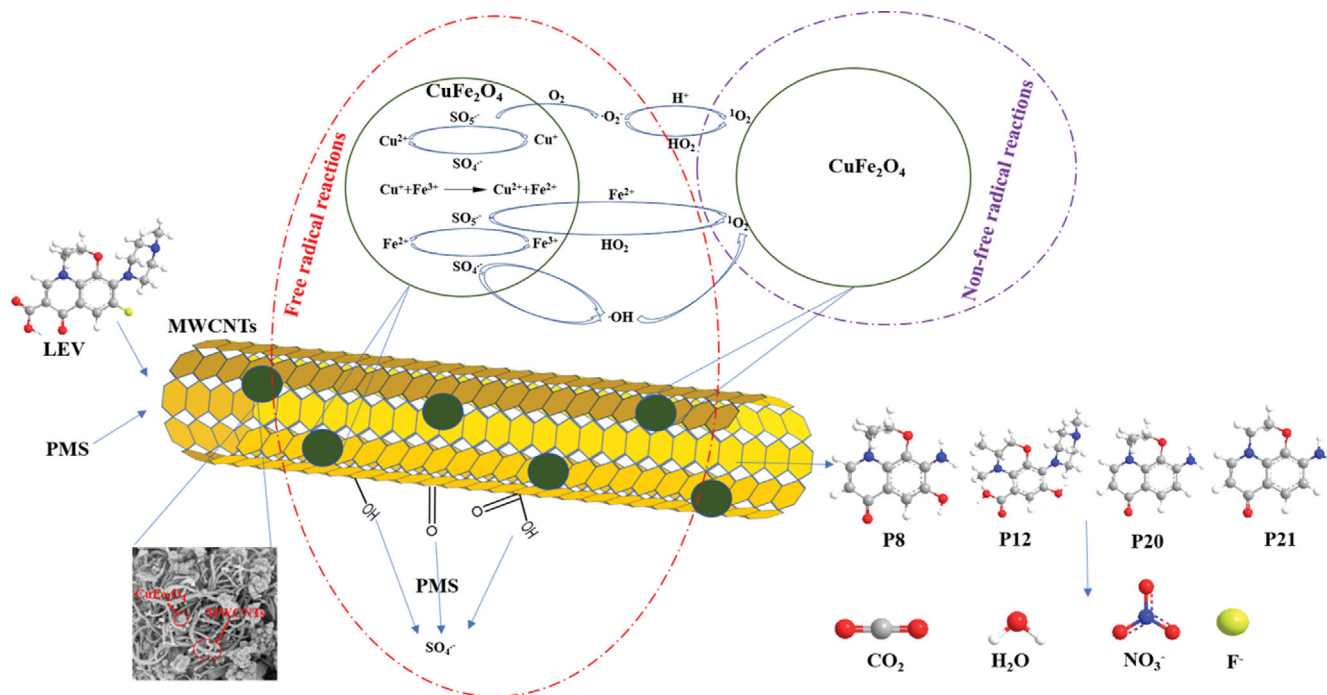 CuFe₂O₄
SO₅·⁻
Cu²⁺
Cu⁺
SO₄·⁻
Cu⁺+Fe³⁺
Cu²⁺+Fe²⁺
SO₅·⁻
Fe²⁺
Fe³⁺
SO₄·⁻
O₂
·O₂⁻
H⁺
HO₂
¹O₂
Fe²⁺
HO₂
¹O₂
·OH
Free radical reactions
CuFe₂O₄
Non-free radical reactions
LEV
PMS
MWCNTs
OH
O
O
OH
PMS
SO₄·⁻
CuFe₂O₄
MWCNTs
P8
P12
P20
P21
CO₂
H₂O
NO₃⁻
F⁻